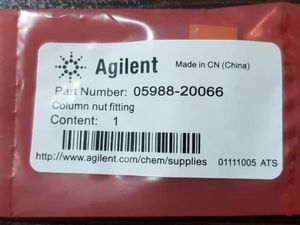 Agilent Made in CN (China)
Part Number: 05988-20066
Column nut fitting
Content: 1
http://www.agilent.com/chem/supplies 01111005 ATS